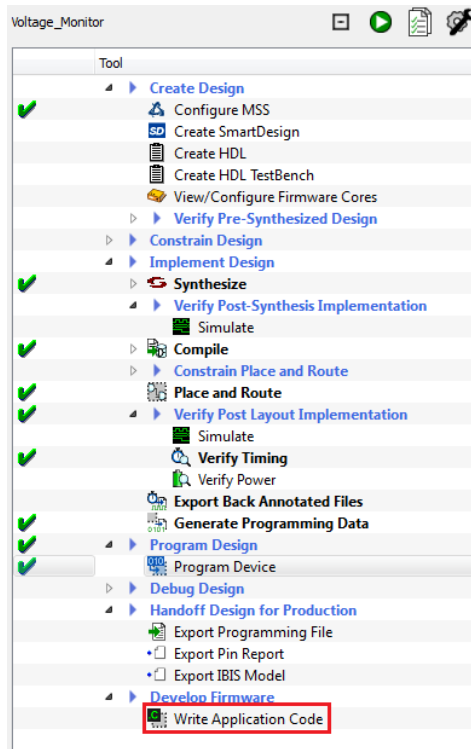 Voltage_Monitor
Tool
Create Design
Configure MSS
SD Create SmartDesign
Create HDL
Create HDL TestBench
View/Configure Firmware Cores
Verify Pre-Synthesized Design
Constrain Design
Implement Design
Synthesize
Verify Post-Synthesis Implementation
Simulate
Compile
Constrain Place and Route
Place and Route
Verify Post Layout Implementation
Simulate
Verify Timing
Verify Power
Export Back Annotated Files
Generate Programming Data
Program Design
Program Device
Debug Design
Handoff Design for Production
Export Programming File
Export Pin Report
Export IBIS Model
Develop Firmware
Write Application Code